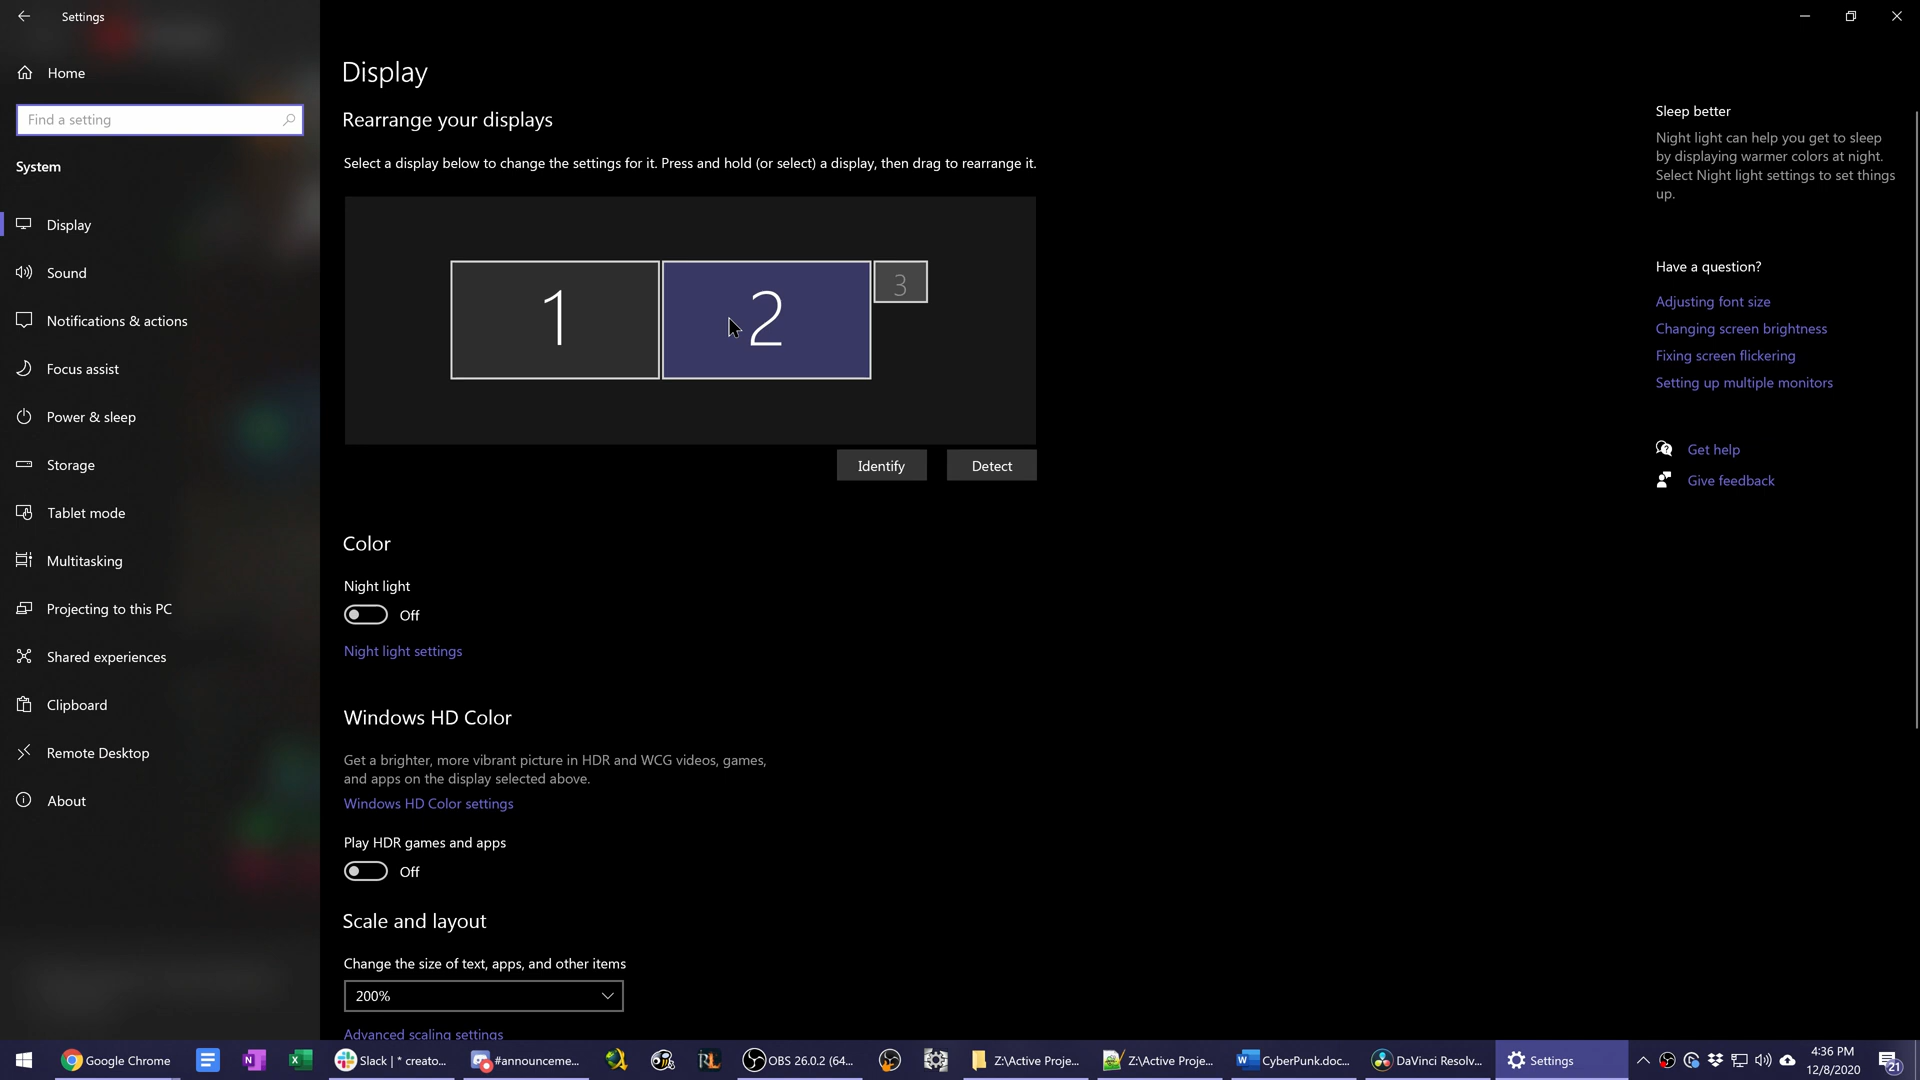 Settings
Home
Find a setting
System
Display
Sound
Notifications & actions
Focus assist
Power & sleep
Storage
Tablet mode
Multitasking
Projecting to this PC
Shared experiences
Clipboard
Remote Desktop
About
Display
Rearrange your displays
Select a display below to change the settings for it. Press and hold (or select) a display, then drag to rearrange it.
1
2
3
Identify
Detect
Color
Night light
Off
Night light settings
Windows HD Color
Get a brighter, more vibrant picture in HDR and WCG videos, games,
and apps on the display selected above.
Windows HD Color settings
Play HDR games and apps
Off
Scale and layout
Change the size of text, apps, and other items
200%
Advanced scaling settings
Sleep better
Night light can help you get to sleep
by displaying warmer colors at night.
Select Night light settings to set things
up.
Have a question?
Adjusting font size
Changing screen brightness
Fixing screen flickering
Setting up multiple monitors
Get help
Give feedback
Google Chrome
Slack | * creato...
#announceme...
OBS 26.0.2 (64...
Z:\Active Proje...
Z:\Active Proje...
CyberPunk.doc...
DaVinci Resolv...
Settings
4:36 PM
12/8/2020
21